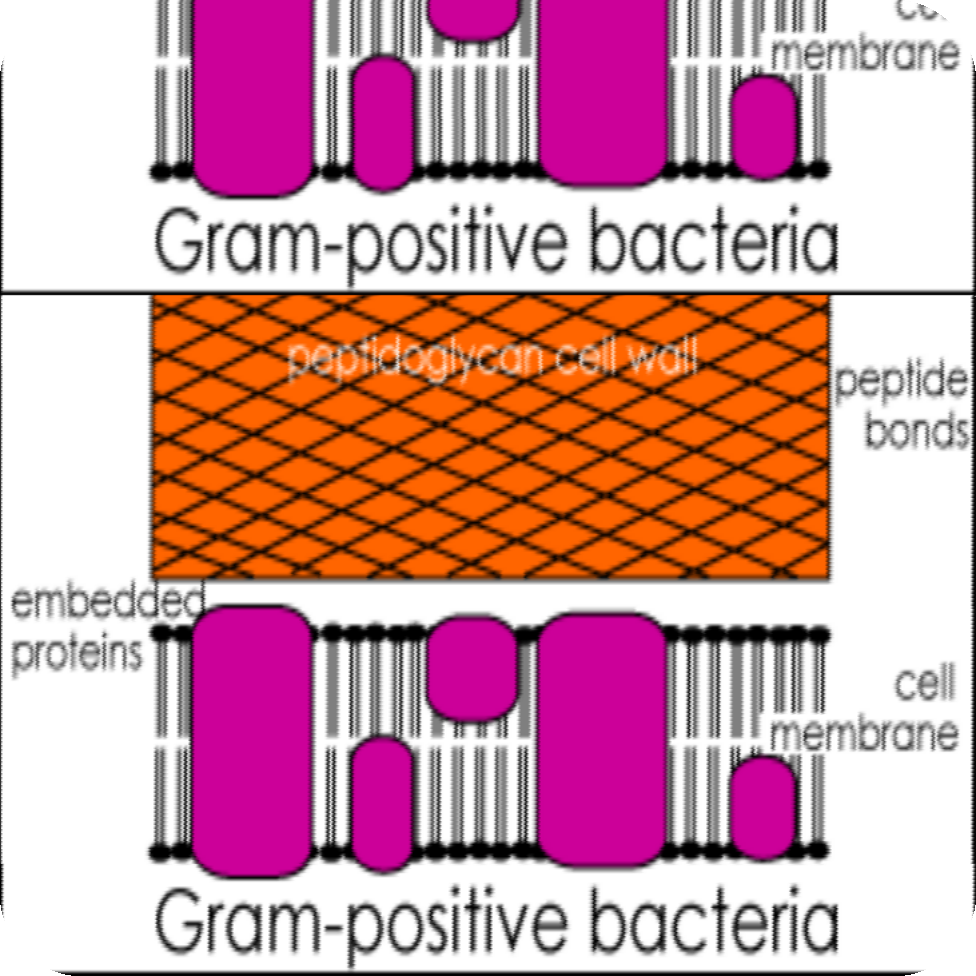 membrane
Gram-positive bacteria
peptidoglycan cell wall
peptide
bonds
embedded
proteins
cell
membrane
Gram-positive bacteria